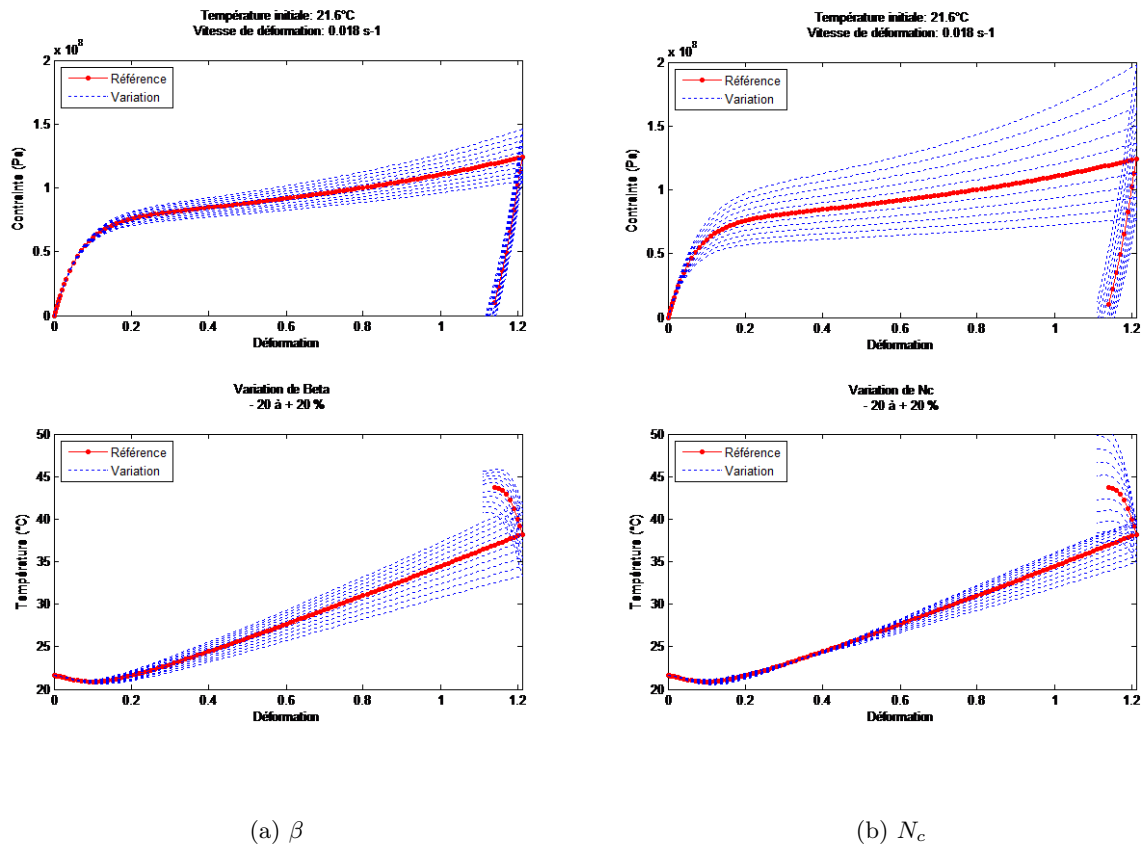 Température initiale: 21.6°C
Vitesse de déformation: 0.018 s-1
x 10⁸
2
1.5
1
0.5
0
Contrainte (Pa)
Référence
Variation
0 0.2 0.4 0.6 0.8 1 1.2
Déformation
Température initiale: 21.6°C
Vitesse de déformation: 0.018 s-1
x 10⁸
2
1.5
1
0.5
0
Contrainte (Pa)
Référence
Variation
0 0.2 0.4 0.6 0.8 1 1.2
Déformation
Variation de Beta
- 20 à + 20 %
50
45
40
35
30
25
20
Température (°C)
Référence
Variation
0 0.2 0.4 0.6 0.8 1 1.2
Déformation
Variation de Nc
- 20 à + 20 %
50
45
40
35
30
25
20
Température (°C)
Référence
Variation
0 0.2 0.4 0.6 0.8 1 1.2
Déformation
(a) β
(b) N_c